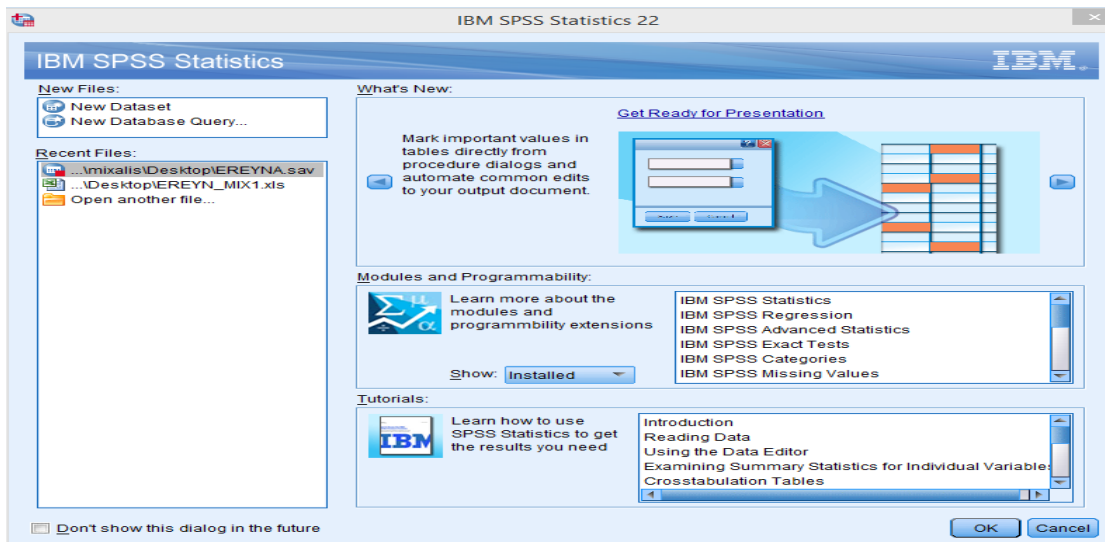 IBM SPSS Statistics 22
IBM SPSS Statistics
IBM
New Files:
New Dataset
New Database Query...
Recent Files:
...\mixalis\Desktop\EREYNA.sav
...\Desktop\EREYN_MIX1.xls
Open another file...
What's New:
Get Ready for Presentation
Mark important values in
tables directly from
procedure dialogs and
automate common edits
to your output document.
Modules and Programmability:
Learn more about the
modules and
programmbility extensions
Show: Installed
IBM SPSS Statistics
IBM SPSS Regression
IBM SPSS Advanced Statistics
IBM SPSS Exact Tests
IBM SPSS Categories
IBM SPSS Missing Values
Tutorials:
IBM
Learn how to use
SPSS Statistics to get
the results you need
Introduction
Reading Data
Using the Data Editor
Examining Summary Statistics for Individual Variable
Crosstabulation Tables
Don't show this dialog in the future
OK
Cancel